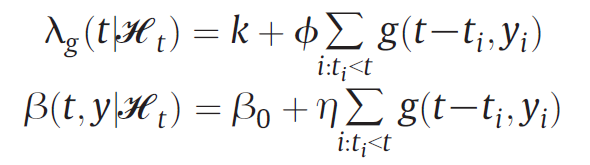 λ_g(t|ℋ_t) = k + ϕ∑_{i:t_i<t} g(t−t_i,y_i)
β(t,y|ℋ_t) = β_0 + η∑_{i:t_i<t} g(t−t_i,y_i)